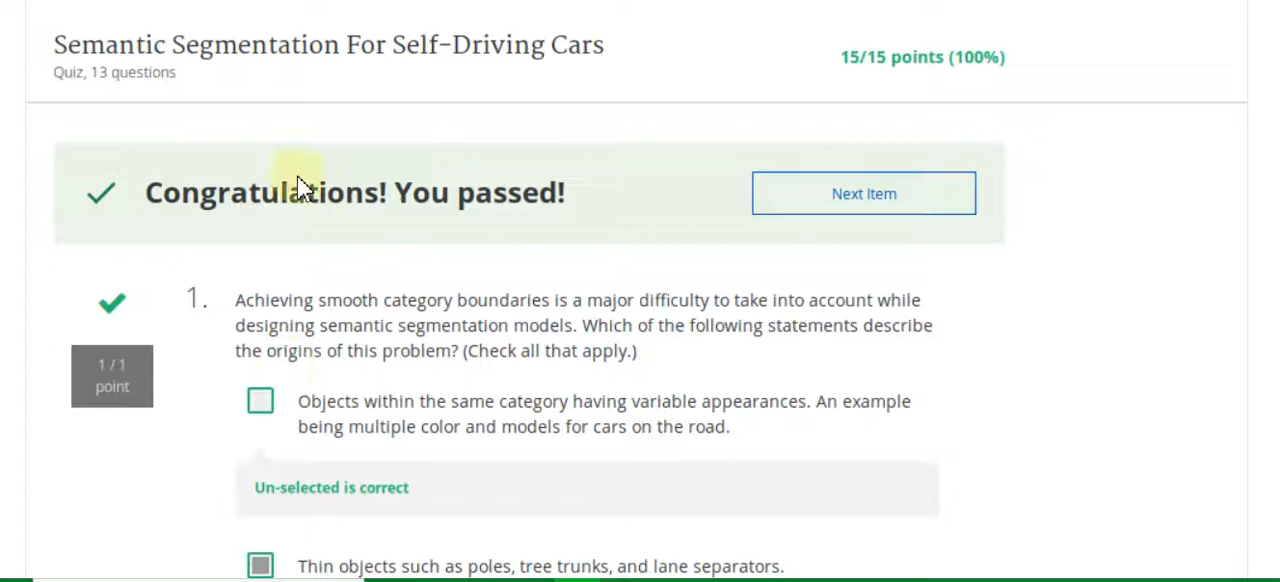 Semantic Segmentation For Self-Driving Cars
15/15 points (100%)
Quiz, 13 questions
Congratulations! You passed!
Next Item
1.
Achieving smooth category boundaries is a major difficulty to take into account while
designing semantic segmentation models. Which of the following statements describe
the origins of this problem? (Check all that apply.)
1 / 1
point
Objects within the same category having variable appearances. An example
being multiple color and models for cars on the road.
Un-selected is correct
Thin objects such as poles, tree trunks, and lane separators.